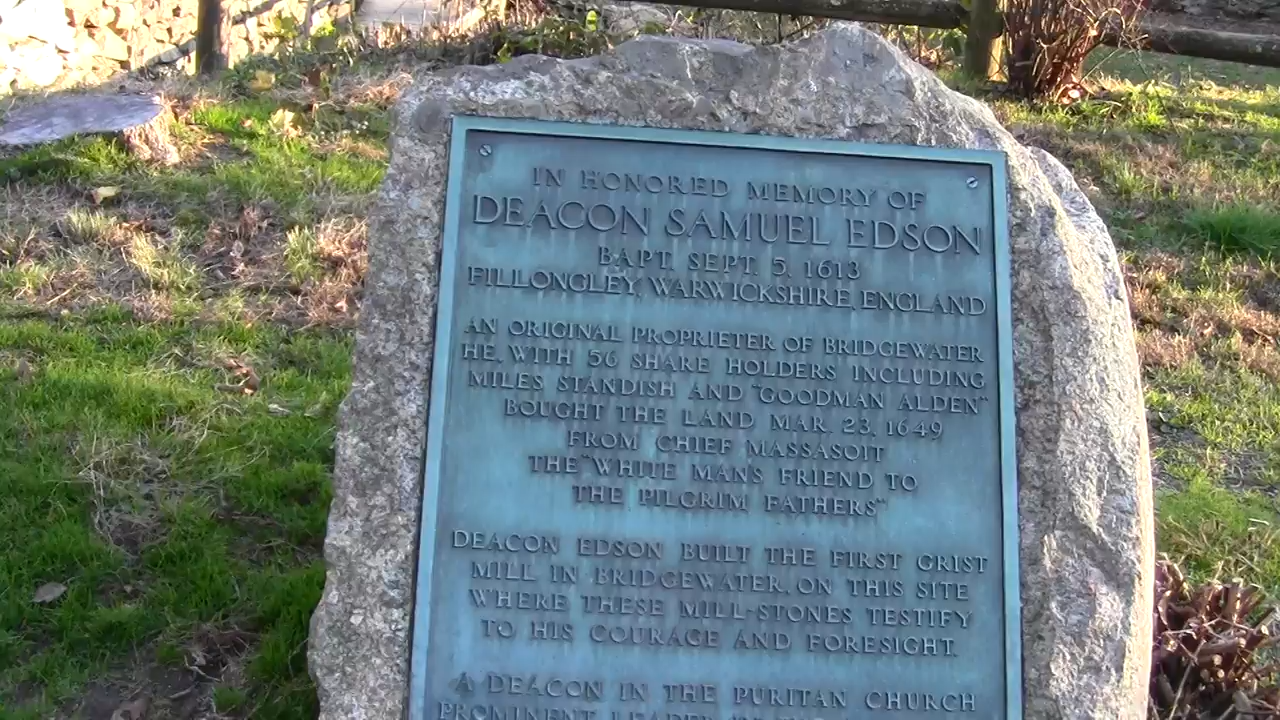 IN HONORED MEMORY OF
DEACON SAMUEL EDSON
BAPT. SEPT. 5, 1613
FILLONGLEY, WARWICKSHIRE, ENGLAND
AN ORIGINAL PROPRIETER OF BRIDGEWATER
HE, WITH 56 SHARE HOLDERS INCLUDING
MILES STANDISH AND "GOODMAN ALDEN"
BOUGHT THE LAND MAR. 23, 1649
FROM CHIEF MASSASOIT
THE "WHITE MAN'S FRIEND TO
THE PILGRIM FATHERS"
DEACON EDSON BUILT THE FIRST GRIST
MILL IN BRIDGEWATER, ON THIS SITE
WHERE THESE MILL-STONES TESTIFY
TO HIS COURAGE AND FORESIGHT.
A DEACON IN THE PURITAN CHURCH
PROMINENT LEADER